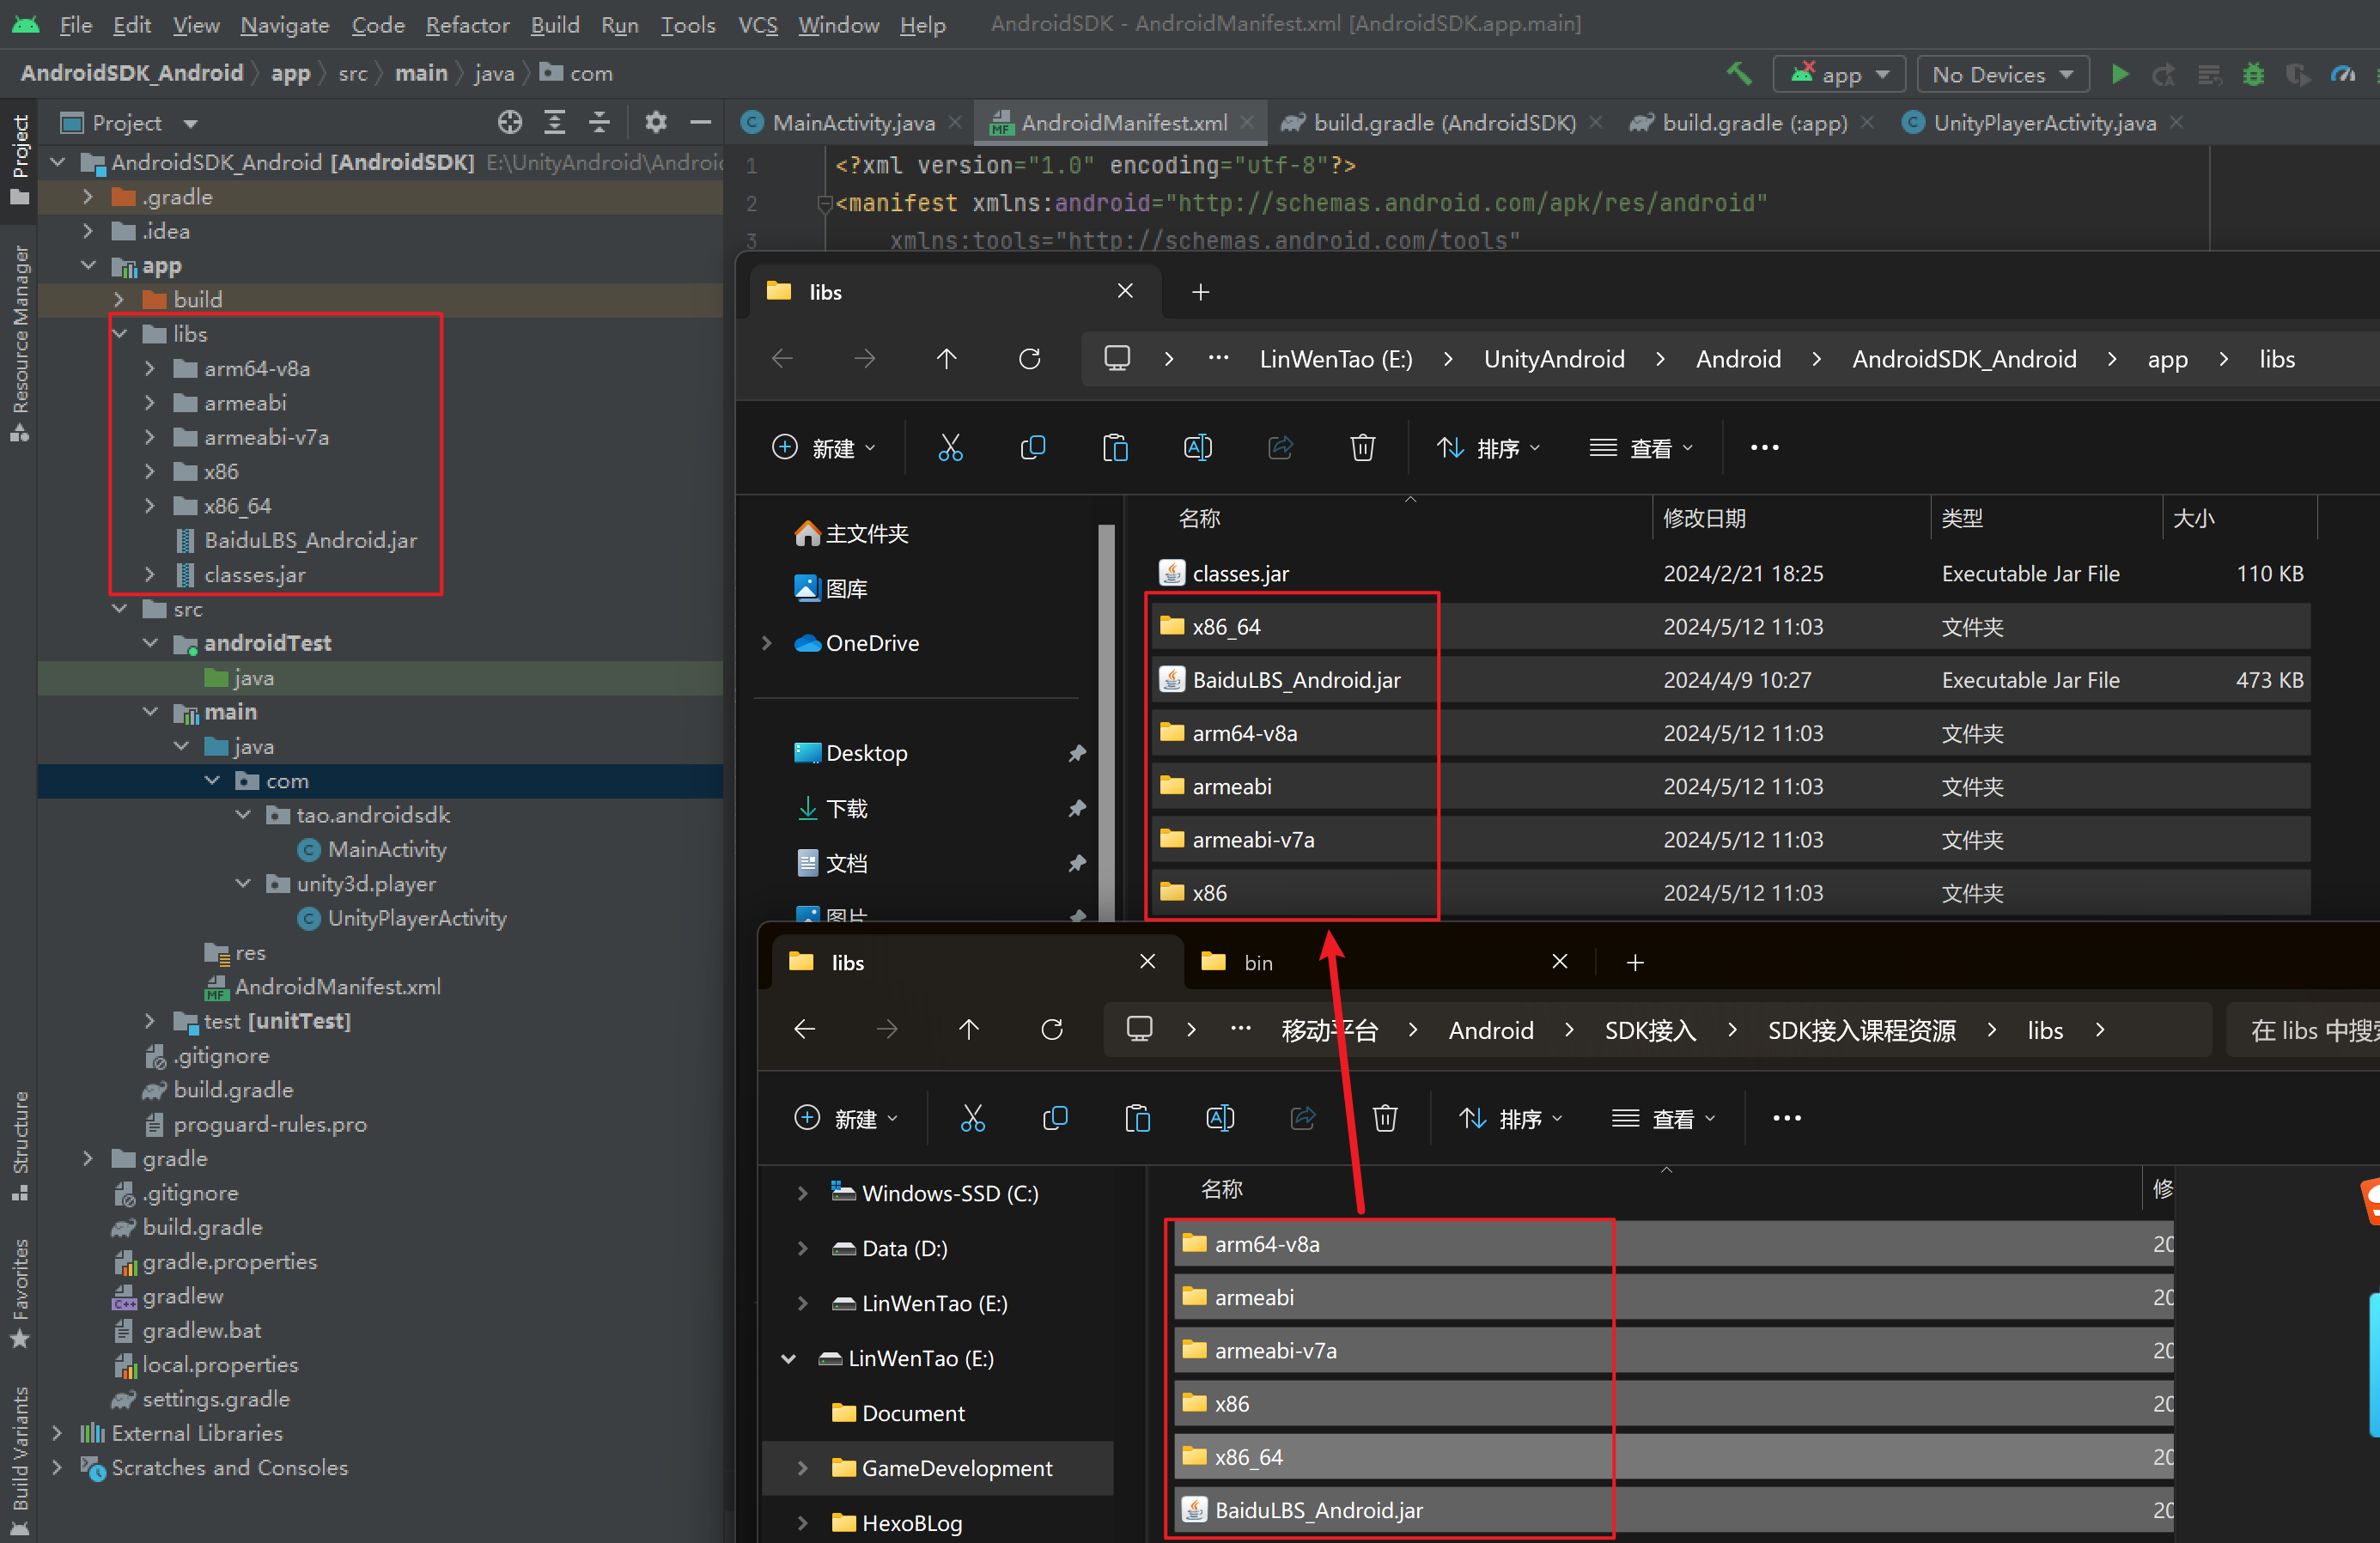 File Edit View Navigate Code Refactor Build Run Tools VCS Window Help AndroidSDK - AndroidManifest.xml [AndroidSDK.app.main]
AndroidSDK_Android app src main java com
app No Devices
Project
MainActivity.java AndroidManifest.xml build.gradle (AndroidSDK) build.gradle (:app) UnityPlayerActivity.java
Project
Resource Manager
Structure
Favorites
Build Variants
AndroidSDK_Android [AndroidSDK] E:\UnityAndroid\Android
.gradle
.idea
app
build
libs
arm64-v8a
armeabi
armeabi-v7a
x86
x86_64
BaiduLBS_Android.jar
classes.jar
src
androidTest
java
main
java
com
tao.androidsdk
MainActivity
unity3d.player
UnityPlayerActivity
res
AndroidManifest.xml
test [unitTest]
.gitignore
build.gradle
proguard-rules.pro
gradle
.gitignore
build.gradle
gradle.properties
gradlew
gradlew.bat
local.properties
settings.gradle
External Libraries
Scratches and Consoles
1 <?xml version="1.0" encoding="utf-8"?>
2 <manifest xmlns:android="http://schemas.android.com/apk/res/android"
3 xmlns:tools="http://schemas.android.com/tools"
libs
LinWenTao (E:) UnityAndroid Android AndroidSDK_Android app libs
新建 排序 查看
主文件夹
图库
OneDrive
Desktop
下载
文档
图片
名称 修改日期 类型 大小
classes.jar 2024/2/21 18:25 Executable Jar File 110 KB
x86_64 2024/5/12 11:03 文件夹
BaiduLBS_Android.jar 2024/4/9 10:27 Executable Jar File 473 KB
arm64-v8a 2024/5/12 11:03 文件夹
armeabi 2024/5/12 11:03 文件夹
armeabi-v7a 2024/5/12 11:03 文件夹
x86 2024/5/12 11:03 文件夹
libs bin
移动平台 Android SDK接入 SDK接入课程资源 libs 在 libs 中搜索
新建 排序 查看
Windows-SSD (C:)
Data (D:)
LinWenTao (E:)
LinWenTao (E:)
Document
GameDevelopment
HexoBLog
名称 修
arm64-v8a 20
armeabi 20
armeabi-v7a 20
x86 20
x86_64 20
BaiduLBS_Android.jar 20